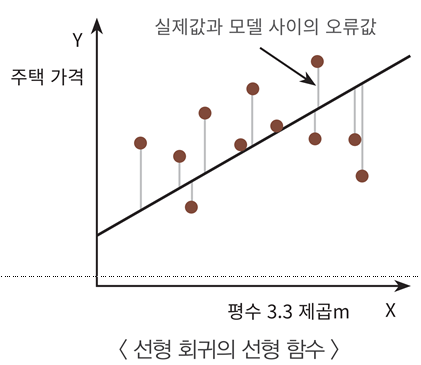 실제값과 모델 사이의 오류값
Y
주택 가격
평수 3.3 제곱m
X
〈 선형 회귀의 선형 함수 〉